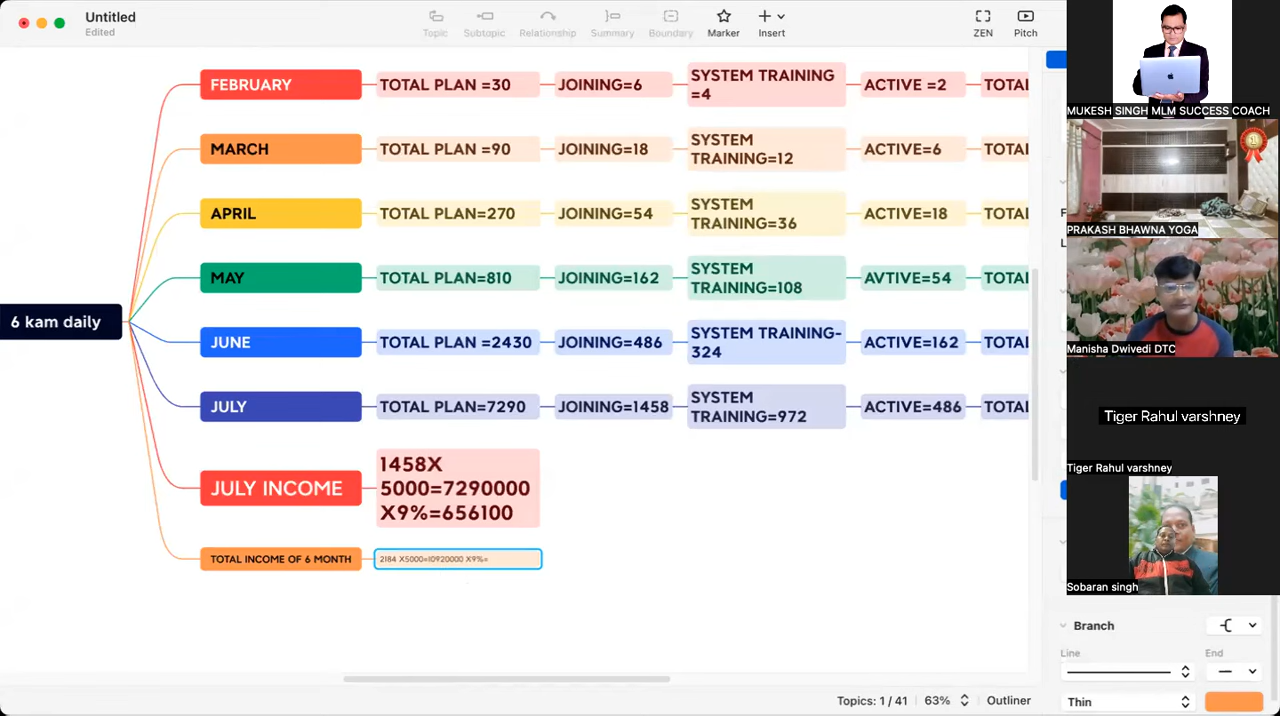 Untitled
Edited
Topic
Subtopic
Relationship
Summary
Boundary
Marker
Insert
ZEN
Pitch
6 kam daily
FEBRUARY
TOTAL PLAN =30
JOINING=6
SYSTEM TRAINING
=4
ACTIVE =2
TOTAL
MARCH
TOTAL PLAN =90
JOINING=18
SYSTEM
TRAINING=12
ACTIVE=6
TOTAL
APRIL
TOTAL PLAN=270
JOINING=54
SYSTEM
TRAINING=36
ACTIVE=18
TOTAL
MAY
TOTAL PLAN=810
JOINING=162
SYSTEM
TRAINING=108
AVTIVE=54
TOTAL
JUNE
TOTAL PLAN =2430
JOINING=486
SYSTEM TRAINING-
324
ACTIVE=162
TOTAL
JULY
TOTAL PLAN=7290
JOINING=1458
SYSTEM
TRAINING=972
ACTIVE=486
TOTAL
JULY INCOME
1458X
5000=7290000
X9%=656100
TOTAL INCOME OF 6 MONTH
2184 X5000=10920000 X9%=
MUKESH SINGH MLM SUCCESS COACH
PRAKASH BHAWNA YOGA
Manisha Dwivedi DTC
Tiger Rahul varshney
Tiger Rahul varshney
Sobaran singh
Branch
Line
End
Thin
Topics: 1 / 41
63%
Outliner